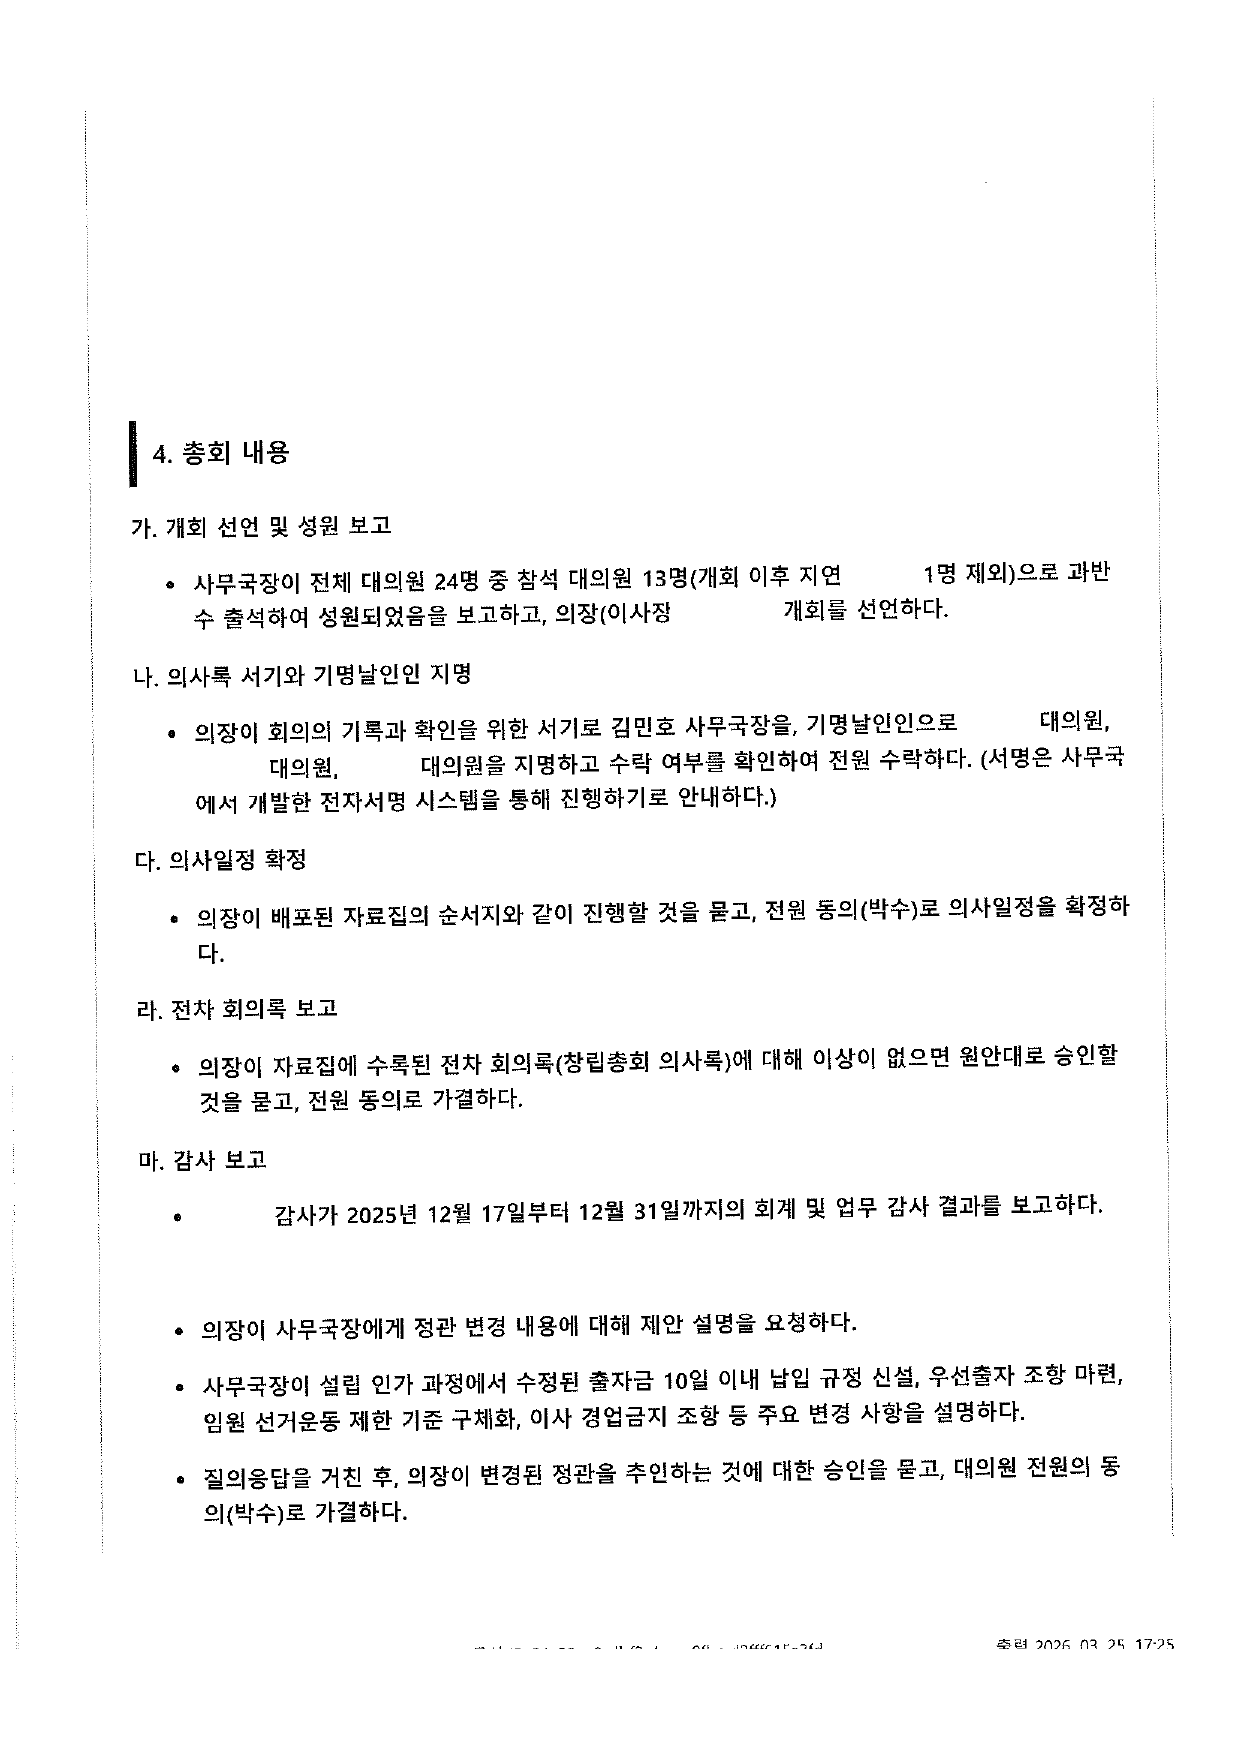 4. 총회 내용
가. 개회 선언 및 성원 보고
• 사무국장이 전체 대의원 24명 중 참석 대의원 13명(개회 이후 지연 1명 제외)으로 과반
수 출석하여 성원되었음을 보고하고, 의장(이사장 개회를 선언하다.
나. 의사록 서기와 기명날인인 지명
• 의장이 회의의 기록과 확인을 위한 서기로 김민호 사무국장을, 기명날인인으로 대의원,
대의원, 대의원을 지명하고 수락 여부를 확인하여 전원 수락하다. (서명은 사무국
에서 개발한 전자서명 시스템을 통해 진행하기로 안내하다.)
다. 의사일정 확정
• 의장이 배포된 자료집의 순서지와 같이 진행할 것을 묻고, 전원 동의(박수)로 의사일정을 확정하
다.
라. 전차 회의록 보고
• 의장이 자료집에 수록된 전차 회의록(창립총회 의사록)에 대해 이상이 없으면 원안대로 승인할
것을 묻고, 전원 동의로 가결하다.
마. 감사 보고
• 감사가 2025년 12월 17일부터 12월 31일까지의 회계 및 업무 감사 결과를 보고하다.
• 의장이 사무국장에게 정관 변경 내용에 대해 제안 설명을 요청하다.
• 사무국장이 설립 인가 과정에서 수정된 출자금 10일 이내 납입 규정 신설, 우선출자 조항 마련,
임원 선거운동 제한 기준 구체화, 이사 경업금지 조항 등 주요 변경 사항을 설명하다.
• 질의응답을 거친 후, 의장이 변경된 정관을 추인하는 것에 대한 승인을 묻고, 대의원 전원의 동
의(박수)로 가결하다.
출력 2026. 03. 25. 17:25